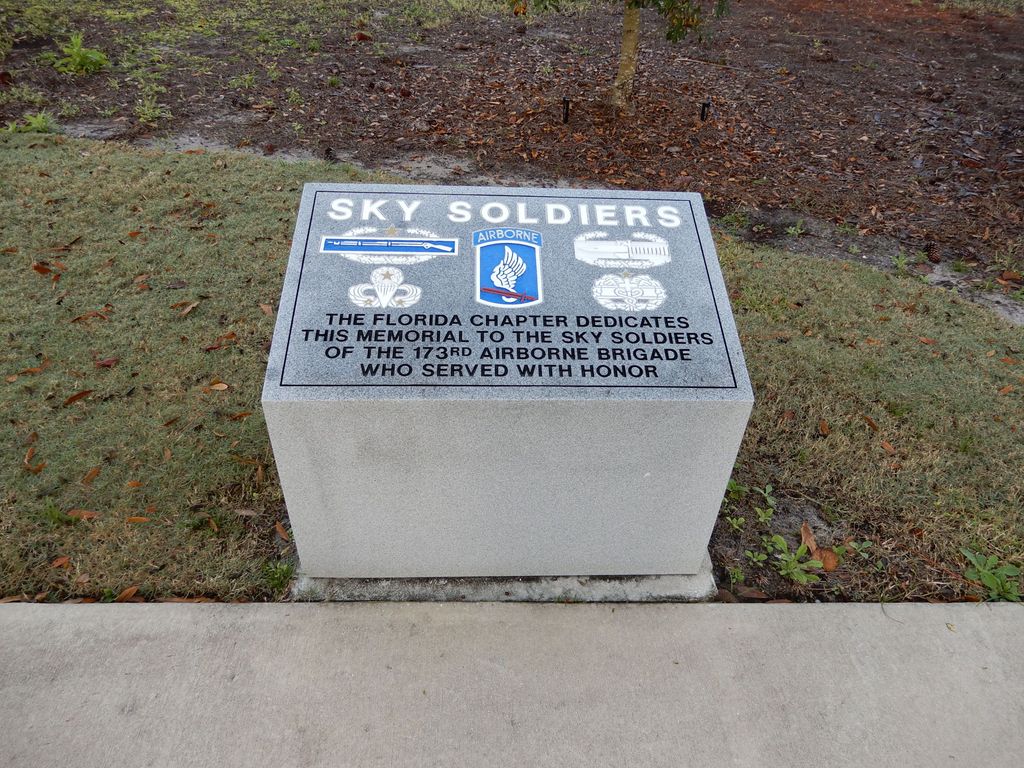 SKY SOLDIERS
AIRBORNE
THE FLORIDA CHAPTER DEDICATES
THIS MEMORIAL TO THE SKY SOLDIERS
OF THE 173RD AIRBORNE BRIGADE
WHO SERVED WITH HONOR